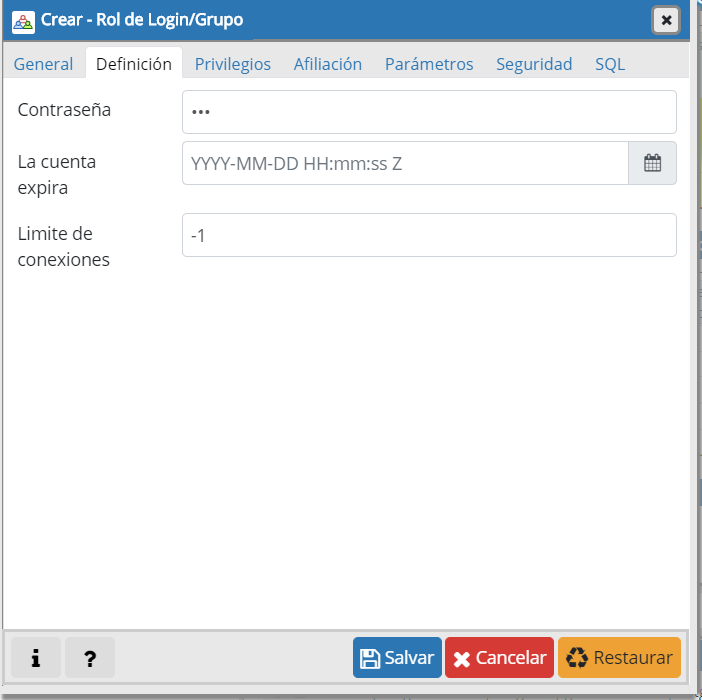 Crear - Rol de Login/Grupo
General Definición Privilegios Afiliación Parámetros Seguridad SQL
Contraseña •••
La cuenta
expira
YYYY-MM-DD HH:mm:ss Z
Limite de
conexiones
-1
i ? Salvar Cancelar Restaurar